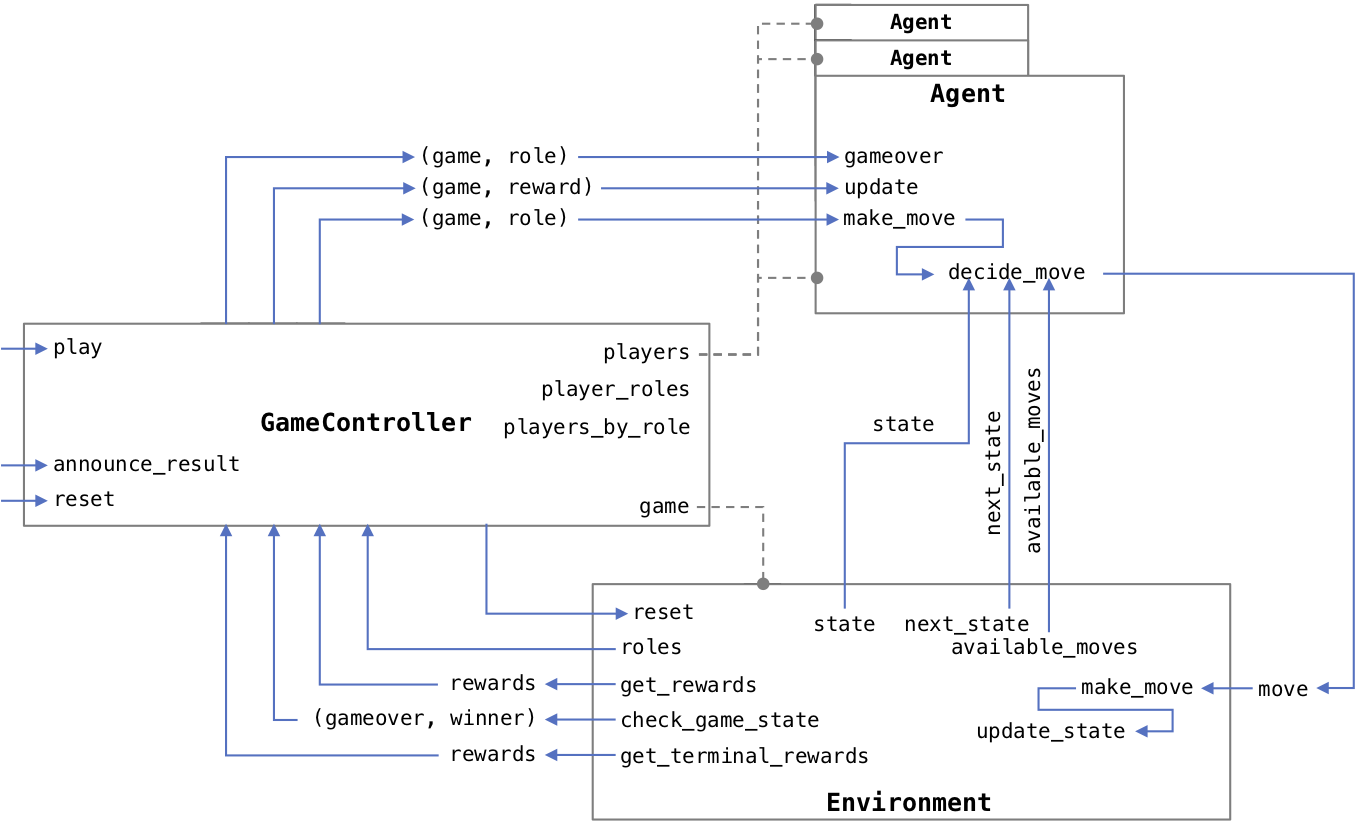 Agent
Agent
Agent
(game, role)
gameover
(game, reward)
update
(game, role)
make_move
decide_move
play
players
player_roles
GameController
players_by_role
announce_result
reset
game
state
next_state
available_moves
reset
state
next_state
roles
available_moves
rewards
get_rewards
make_move
move
(gameover, winner)
check_game_state
update_state
rewards
get_terminal_rewards
Environment